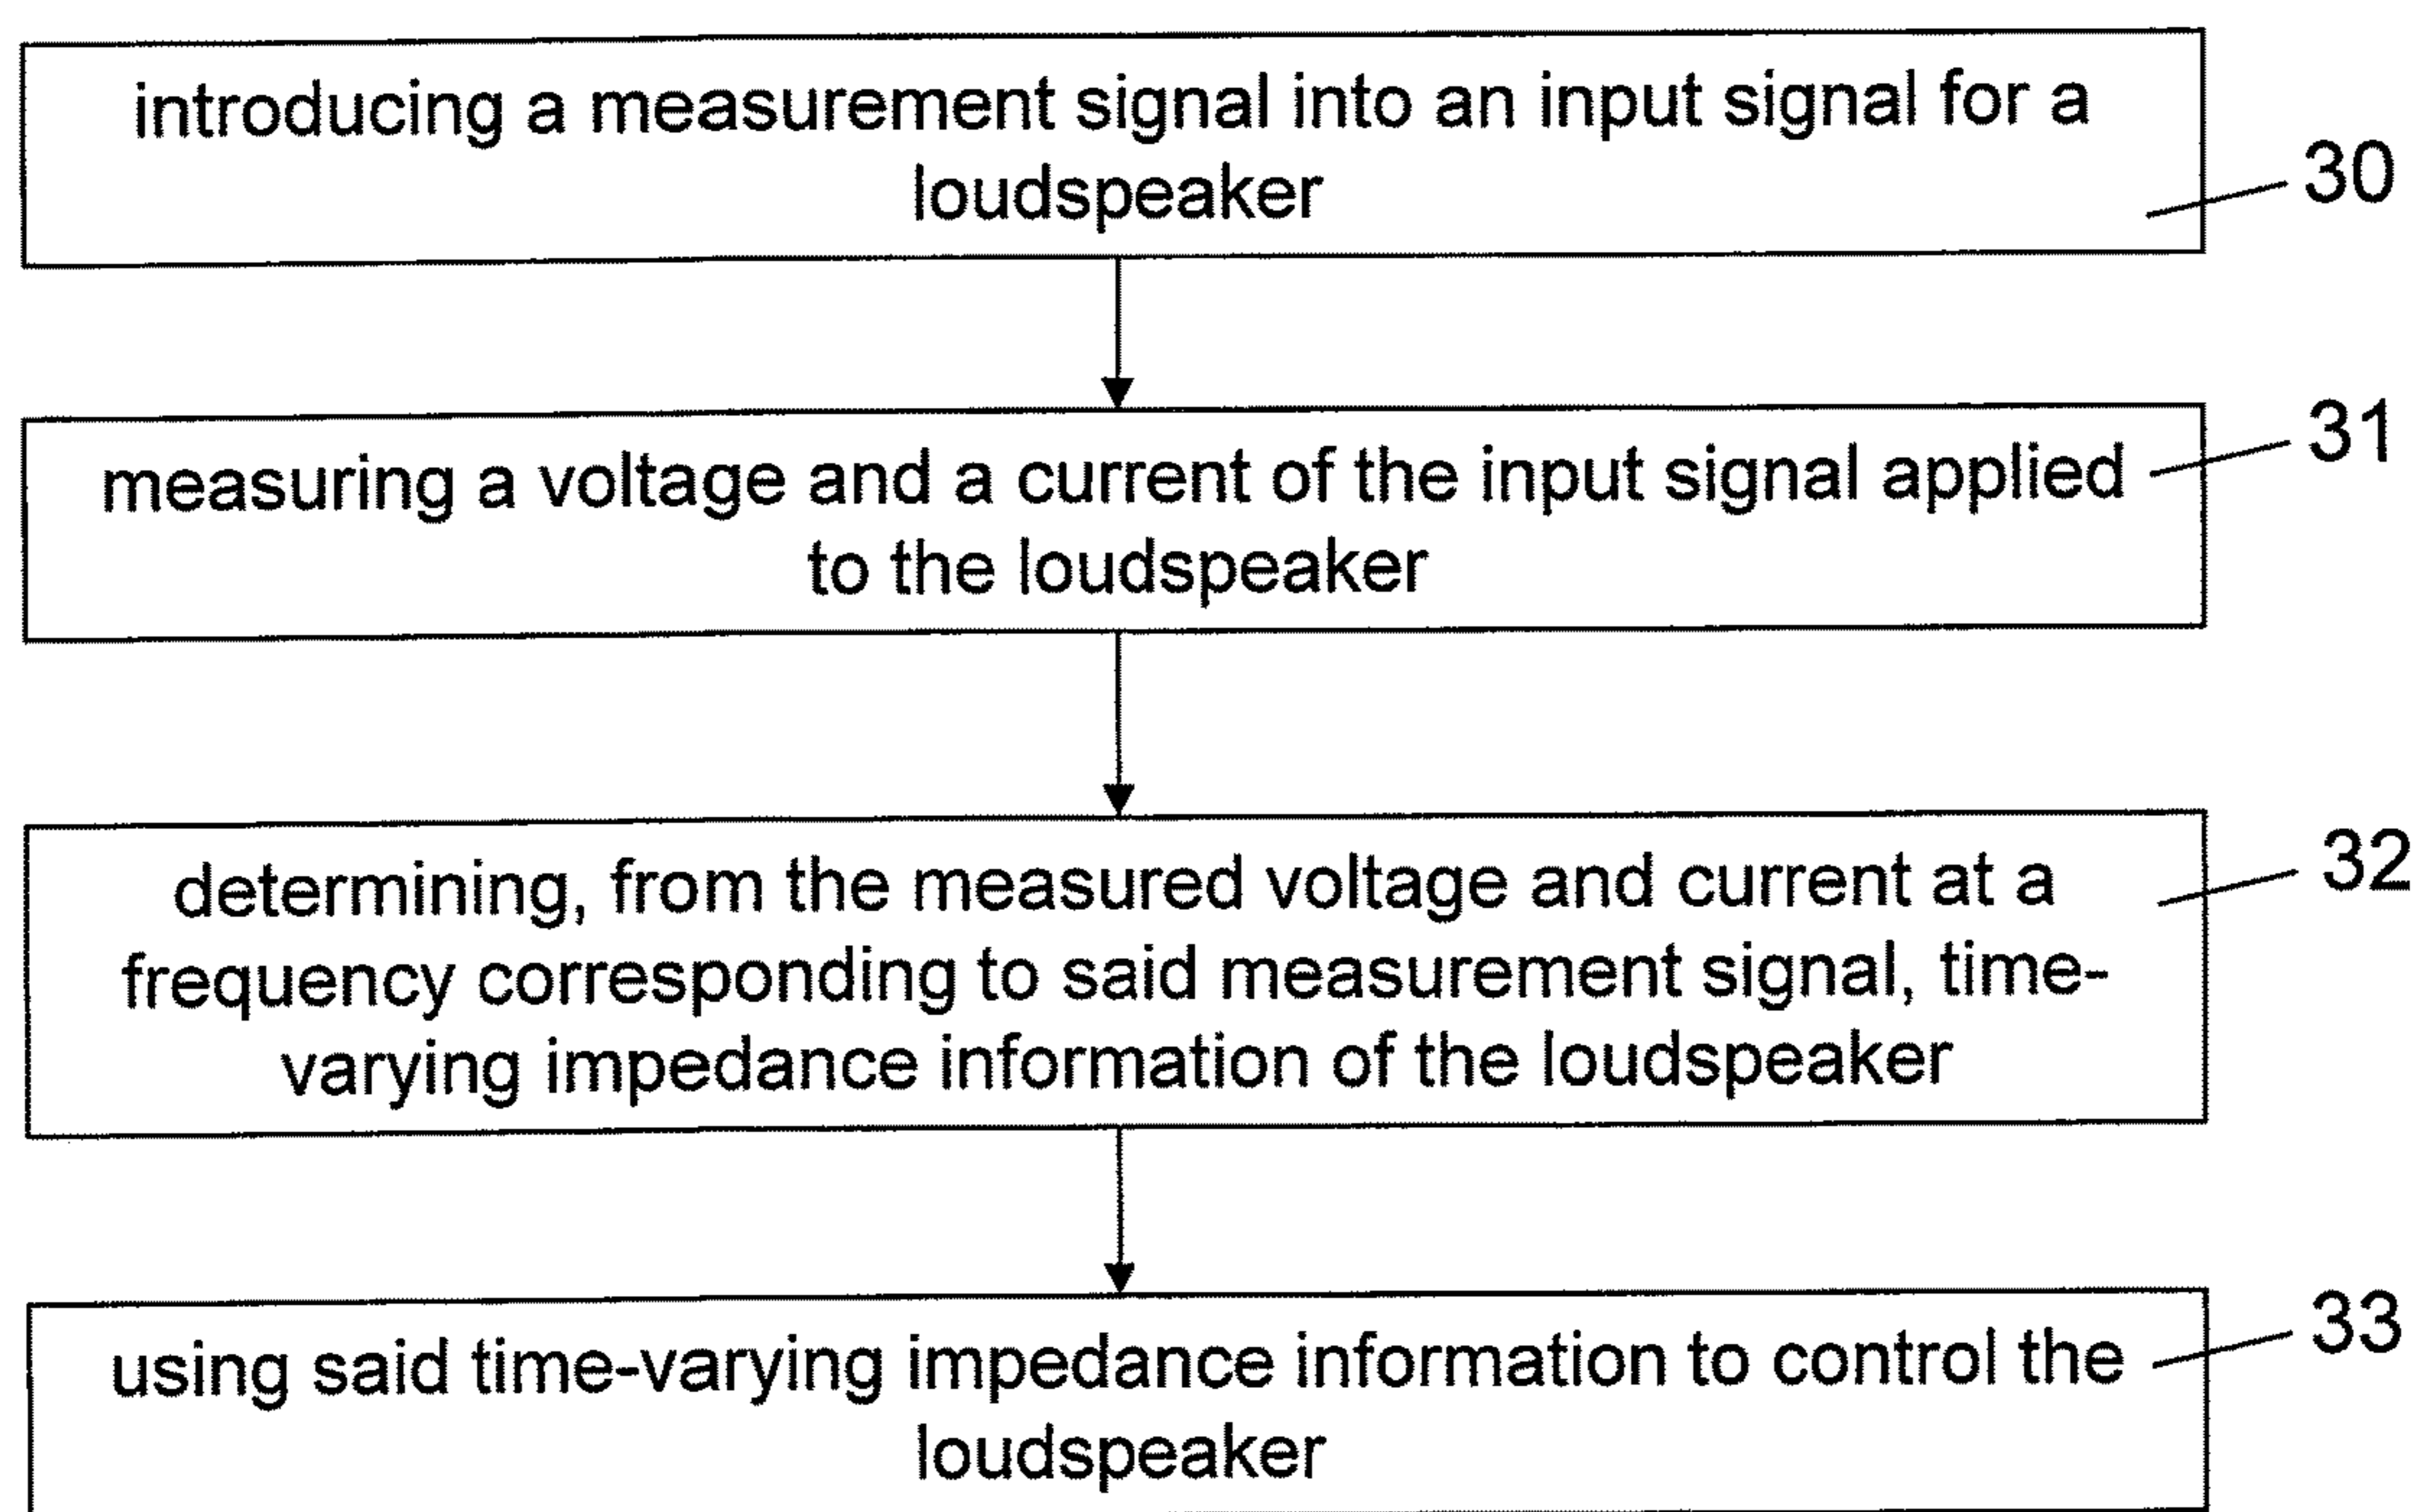 introducing a measurement signal into an input signal for a
loudspeaker
30
measuring a voltage and a current of the input signal applied
to the loudspeaker
31
determining, from the measured voltage and current at a
frequency corresponding to said measurement signal, time-
varying impedance information of the loudspeaker
32
using said time-varying impedance information to control the
loudspeaker
33